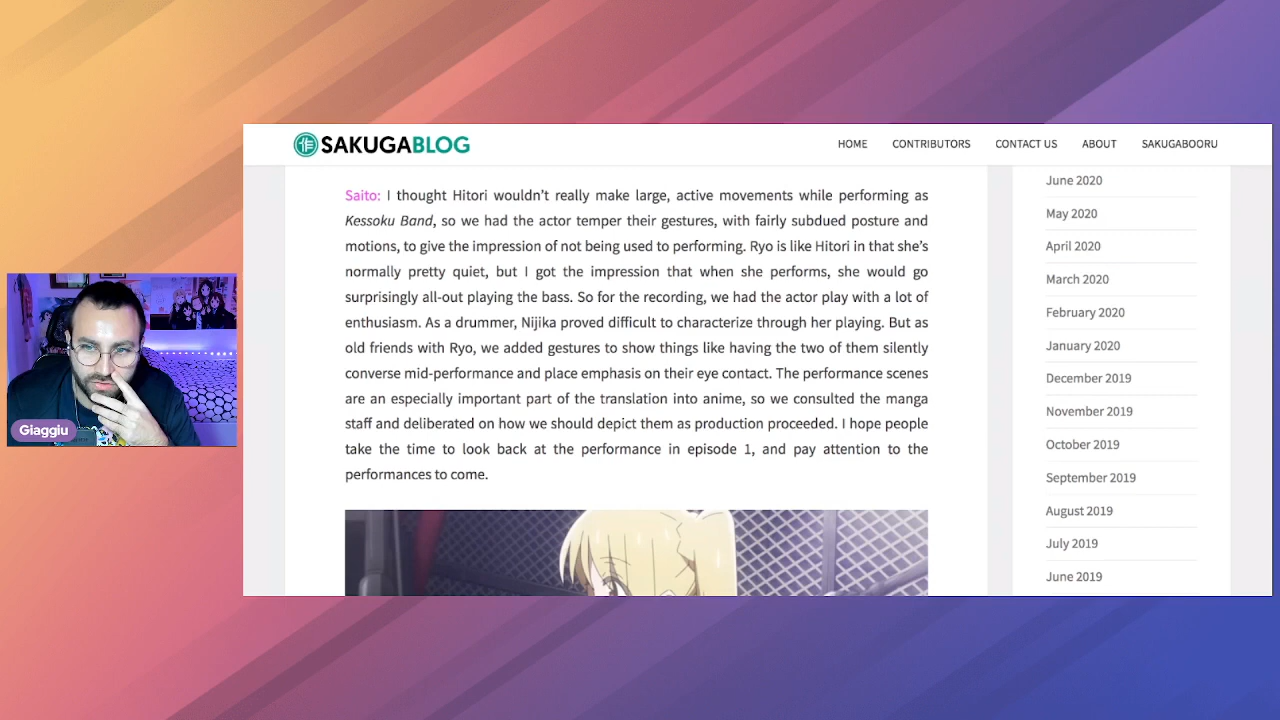 SAKUGABLOG
HOME CONTRIBUTORS CONTACT US ABOUT SAKUGABOORU
Saito: I thought Hitori wouldn’t really make large, active movements while performing as
Kessoku Band, so we had the actor temper their gestures, with fairly subdued posture and
motions, to give the impression of not being used to performing. Ryo is like Hitori in that she’s
normally pretty quiet, but I got the impression that when she performs, she would go
surprisingly all-out playing the bass. So for the recording, we had the actor play with a lot of
enthusiasm. As a drummer, Nijika proved difficult to characterize through her playing. But as
old friends with Ryo, we added gestures to show things like having the two of them silently
converse mid-performance and place emphasis on their eye contact. The performance scenes
are an especially important part of the translation into anime, so we consulted the manga
staff and deliberated on how we should depict them as production proceeded. I hope people
take the time to look back at the performance in episode 1, and pay attention to the
performances to come.
June 2020
May 2020
April 2020
March 2020
February 2020
January 2020
December 2019
November 2019
October 2019
September 2019
August 2019
July 2019
June 2019
Giaggiu